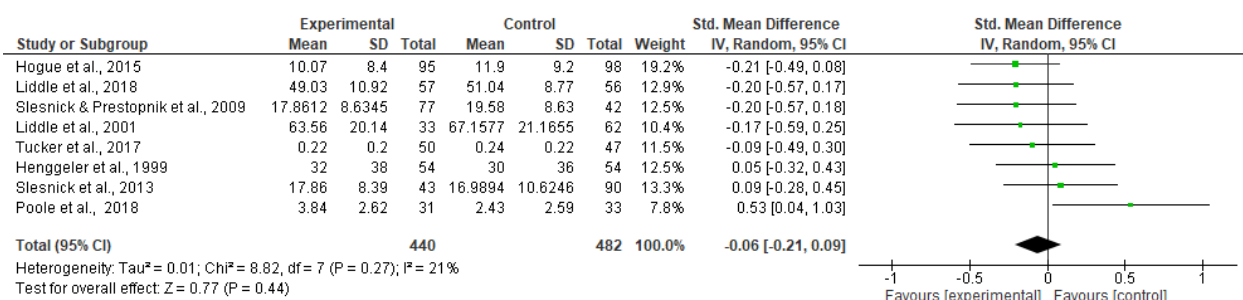 Experimental Control Std. Mean Difference Std. Mean Difference
Study or Subgroup Mean SD Total Mean SD Total Weight IV, Random, 95% CI IV, Random, 95% CI
Hogue et al., 2015 10.07 8.4 95 11.9 9.2 98 19.2% -0.21 [-0.49, 0.08]
Liddle et al., 2018 49.03 10.92 57 51.04 8.77 56 12.9% -0.20 [-0.57, 0.17]
Slesnick & Prestopnik et al., 2009 17.8612 8.6345 77 19.58 8.63 42 11.9% -0.20 [-0.57, 0.18]
Liddle et al., 2001 63.56 20.14 33 67.1577 21.1655 62 10.4% -0.17 [-0.59, 0.25]
Tucker et al., 2017 0.22 0.2 50 0.24 0.22 47 11.5% -0.09 [-0.49, 0.30]
Henggeler et al., 1999 32 38 54 30 36 54 12.5% 0.05 [-0.32, 0.43]
Slesnick et al., 2013 17.86 8.39 43 16.9894 10.6246 90 13.3% 0.09 [-0.28, 0.45]
Poole et al., 2018 3.84 2.62 31 2.43 2.59 33 7.8% 0.53 [0.04, 1.03]
Total (95% CI) 440 482 100.0% -0.06 [-0.21, 0.09]
Heterogeneity: Tau² = 0.01; Chi² = 8.82, df = 7 (P = 0.27); I² = 21%
Test for overall effect: Z = 0.77 (P = 0.44)
-1 -0.5 0 0.5 1
Favours [experimental] Favours [control]